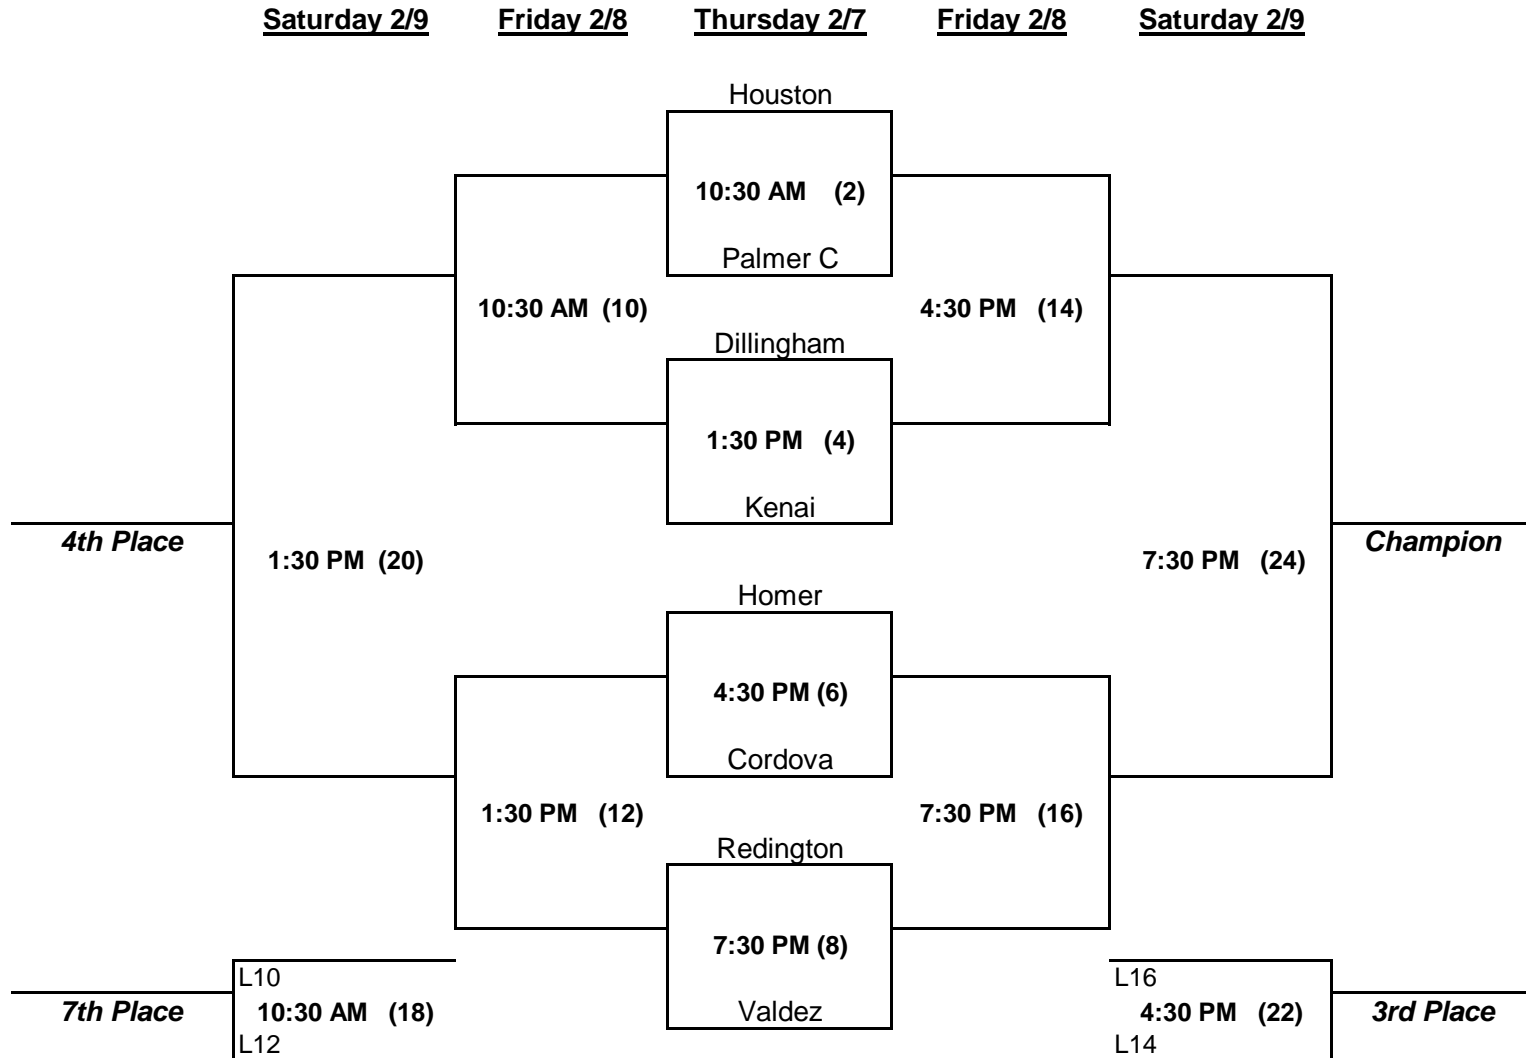 Saturday 2/9 Friday 2/8 Thursday 2/7 Friday 2/8 Saturday 2/9
Houston
10:30 AM (2)
Palmer C
10:30 AM (10) 4:30 PM (14)
Dillingham
1:30 PM (4)
Kenai
4th Place Champion
1:30 PM (20) 7:30 PM (24)
Homer
4:30 PM (6)
Cordova
1:30 PM (12) 7:30 PM (16)
Redington
7:30 PM (8)
L10 L16
7th Place 10:30 AM (18) Valdez 4:30 PM (22) 3rd Place
L12 L14